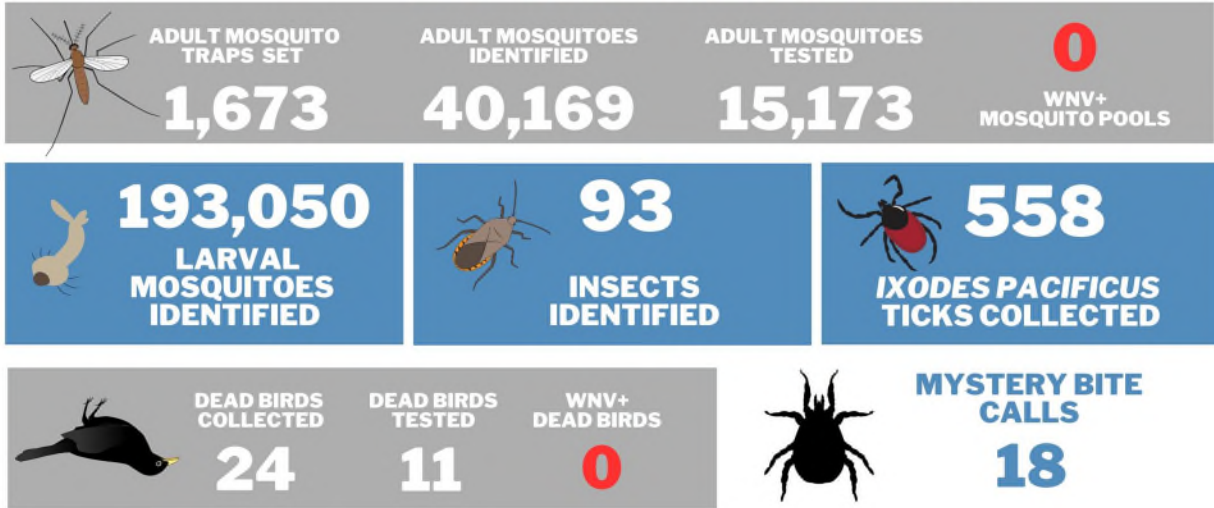 ADULT MOSQUITO
TRAPS SET
1,673
ADULT MOSQUITOES
IDENTIFIED
40,169
ADULT MOSQUITOES
TESTED
15,173
0
WNV+
MOSQUITO POOLS
193,050
LARVAL
MOSQUITOES
IDENTIFIED
93
INSECTS
IDENTIFIED
558
IXODES PACIFICUS
TICKS COLLECTED
DEAD BIRDS
COLLECTED
24
DEAD BIRDS
TESTED
11
WNV+
DEAD BIRDS
0
MYSTERY BITE
CALLS
18